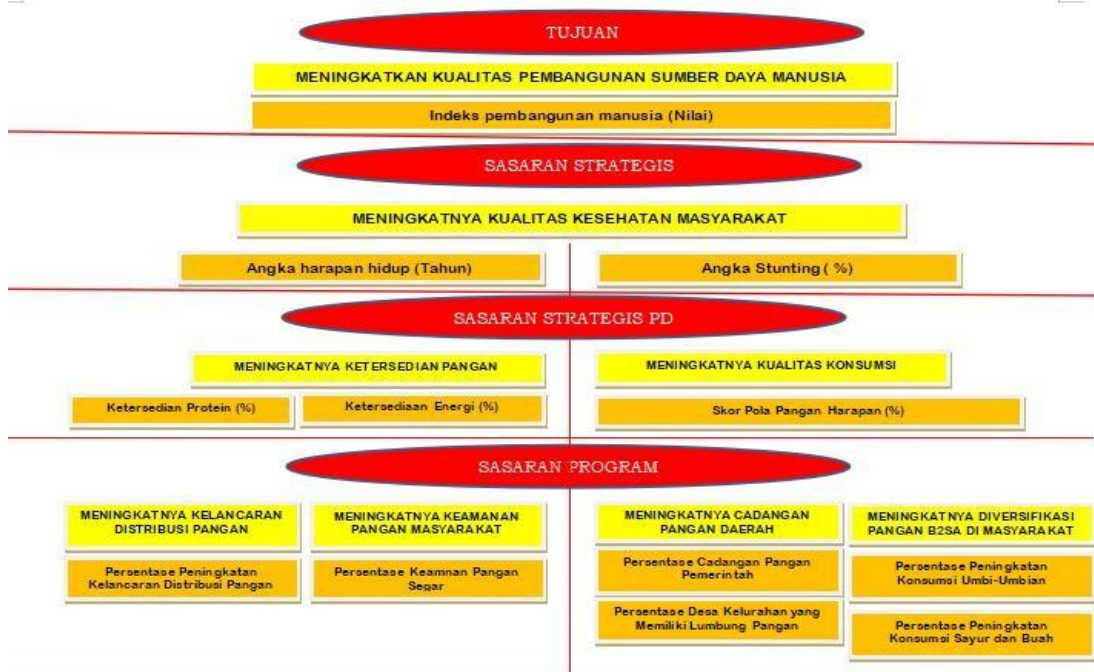 TUJUAN
MENINGKATKAN KUALITAS PEMBANGUNAN SUMBER DAYA MANUSIA
Indeks pembangunan manusia (Nilai)
SASARAN STRATEGIS
MENINGKATNYA KUALITAS KESEHATAN MASYARAKAT
Angka harapan hidup (Tahun)
Angka Stunting ( %)
SASARAN STRATEGIS PD
MENINGKATNYA KETERSEDIAN PANGAN
MENINGKATNYA KUALITAS KONSUMSI
Ketersedian Protein (%)
Ketersediaan Energi (%)
Skor Pola Pangan Harapan (%)
SASARAN PROGRAM
MENINGKATNYA KELANCARAN
DISTRIBUSI PANGAN
Persentase Peningkatan
Kelancaran Distribusi Pangan
MENINGKATNYA KEAMANAN
PANGAN MASYARAKAT
Persentase Keamnan Pangan
Segar
MENINGKATNYA CADANGAN
PANGAN DAERAH
Persentase Cadangan Pangan
Pemerintah
Persentase Desa Kelurahan yang
Memiliki Lumbung Pangan
MENINGKATNYA DIVERSIFIKASI
PANGAN B2SA DI MASYARAKAT
Persentase Peningkatan
Konsumsi Umbi-Umbian
Persentase Peningkatan
Konsumsi Sayur dan Buah